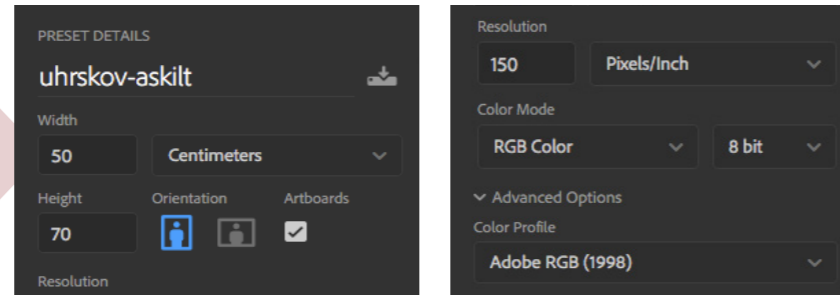 PRESET DETAILS
uhrskov-askilt
Width
50 Centimeters
Height Orientation Artboards
70
Resolution
Resolution
150 Pixels/Inch
Color Mode
RGB Color 8 bit
Advanced Options
Color Profile
Adobe RGB (1998)